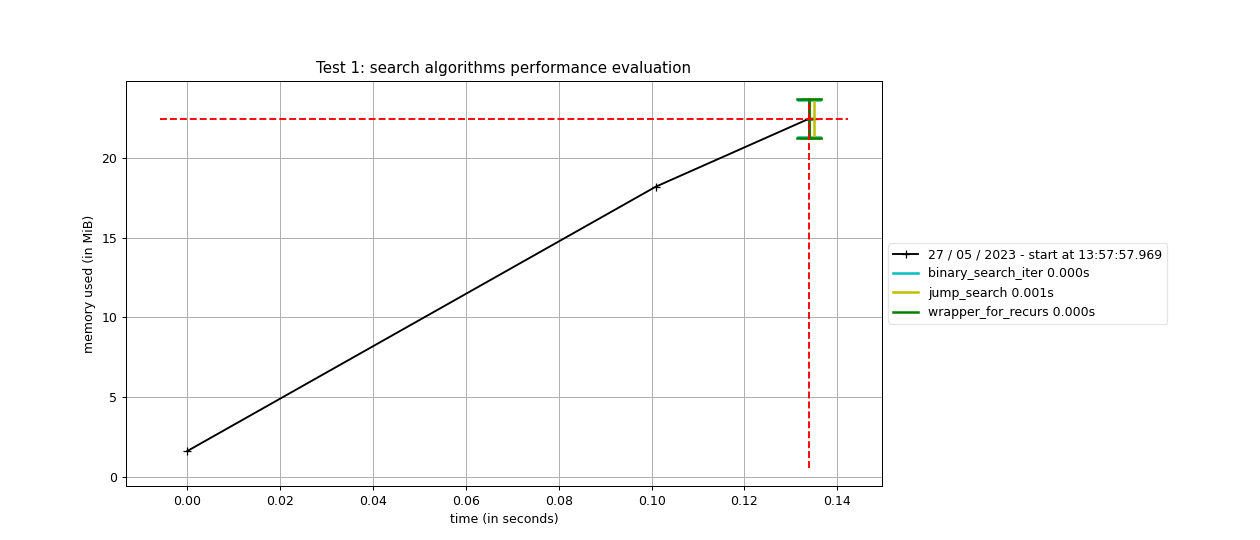 Test 1: search algorithms performance evaluation
memory used (in MiB)
20
15
10
5
0
0.00 0.02 0.04 0.06 0.08 0.10 0.12 0.14
time (in seconds)
27 / 05 / 2023 - start at 13:57:57.969
binary_search_iter 0.000s
jump_search 0.001s
wrapper_for_recurs 0.000s